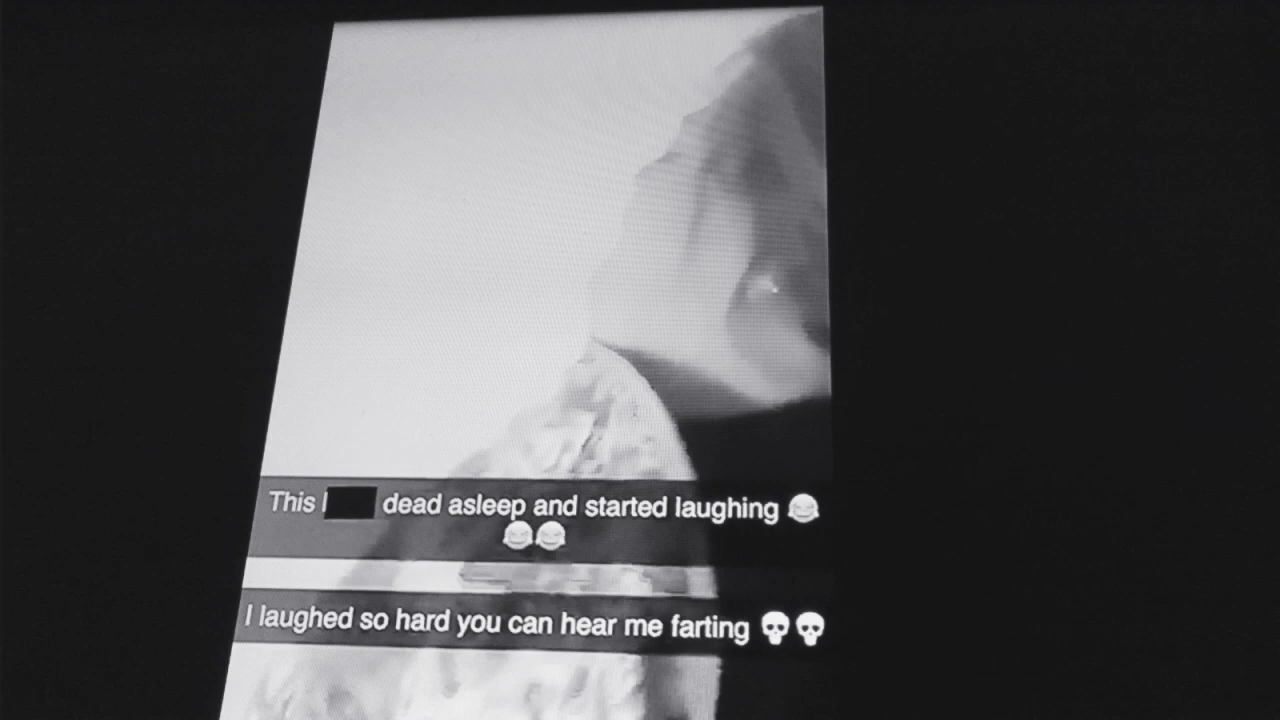 This dead asleep and started laughing 😂
😂😂
I laughed so hard you can hear me farting 💀💀